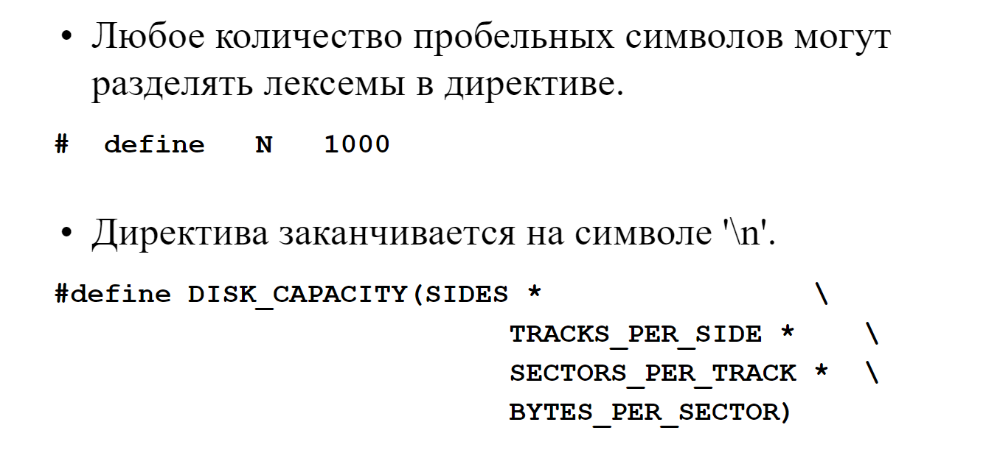 • Любое количество пробельных символов могут
разделять лексемы в директиве.
#  define   N   1000
• Директива заканчивается на символе '\n'.
#define DISK_CAPACITY(SIDES *                \
                           TRACKS_PER_SIDE *    \
                           SECTORS_PER_TRACK *  \
                           BYTES_PER_SECTOR)